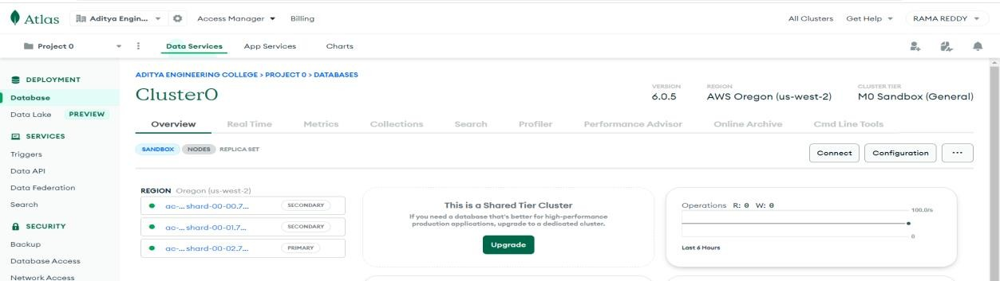 Atlas
Aditya Engin...
Access Manager
Billing
All Clusters
Get Help
RAMA REDDY
Project 0
Data Services
App Services
Charts
DEPLOYMENT
Database
Data Lake PREVIEW
SERVICES
Triggers
Data API
Data Federation
Search
SECURITY
Backup
Database Access
Network Access
ADITYA ENGINEERING COLLEGE > PROJECT 0 > DATABASES
Cluster0
VERSION
6.0.5
REGION
AWS Oregon (us-west-2)
CLUSTER TIER
M0 Sandbox (General)
Overview
Real Time
Metrics
Collections
Search
Profiler
Performance Advisor
Online Archive
Cmd Line Tools
SANDBOX NODES REPLICA SET
Connect
Configuration
...
REGION Oregon (us-west-2)
ac-...shard-00-00.7... SECONDARY
ac-...shard-00-01.7... SECONDARY
ac-...shard-00-02.7... PRIMARY
This is a Shared Tier Cluster
If you need a database that's better for high-performance
production applications, upgrade to a dedicated cluster.
Upgrade
Operations R: 0 W: 0
100.0/s
0
Last 6 Hours